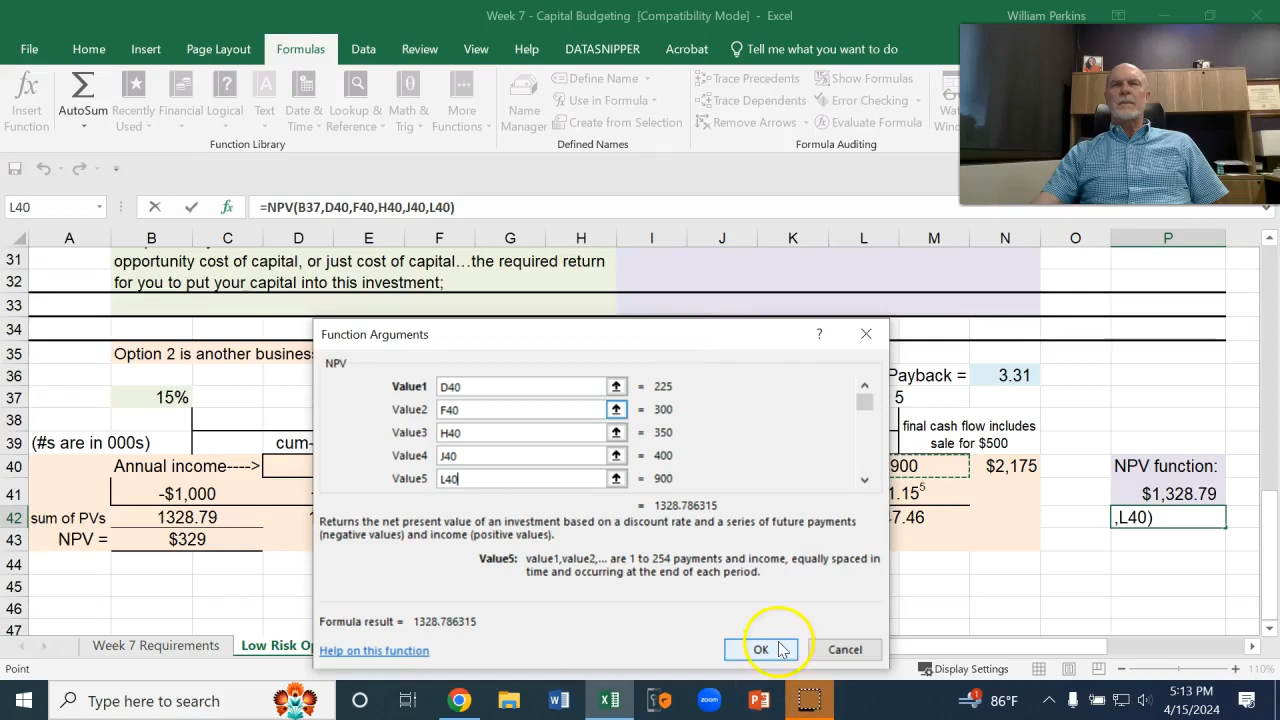 Week 7 - Capital Budgeting [Compatibility Mode] - Excel
William Perkins
File Home Insert Page Layout Formulas Data Review View Help DATASNIPPER Acrobat Tell me what you want to do
Insert Function
AutoSum
Recently Used
Financial
Logical
Text
Date & Time
Lookup & Reference
Math & Trig
More Functions
Function Library
Name Manager
Define Name
Use in Formula
Create from Selection
Defined Names
Trace Precedents
Trace Dependents
Remove Arrows
Show Formulas
Error Checking
Evaluate Formula
Formula Auditing
L40
fx
=NPV(B37,D40,F40,H40,J40,L40)
A B C D E F G H I J K L M N O P
31 opportunity cost of capital, or just cost of capital…the required return
32 for you to put your capital into this investment;
33
34
35 Option 2 is another business
36 Payback = 3.31
37 15% 5
38 final cash flow includes
39 (#s are in 000s) cum- sale for $500
40 Annual income----> 900 $2,175 NPV function:
41 -$1,000 1.15⁵ $1,328.79
42 sum of PVs 1328.79 7.46 ,L40)
43 NPV = $329
44
45
46
47
Function Arguments ?
NPV
Value1 D40 = 225
Value2 F40 = 300
Value3 H40 = 350
Value4 J40 = 400
Value5 L40 = 900
= 1328.786315
Returns the net present value of an investment based on a discount rate and a series of future payments
(negative values) and income (positive values).
Value5: value1,value2,... are 1 to 254 payments and income, equally spaced in
time and occurring at the end of each period.
Formula result = 1328.786315
Help on this function
OK Cancel
Week 7 Requirements
Point
Display Settings
110%
Type here to search
1
86°F
5:13 PM
4/15/2024